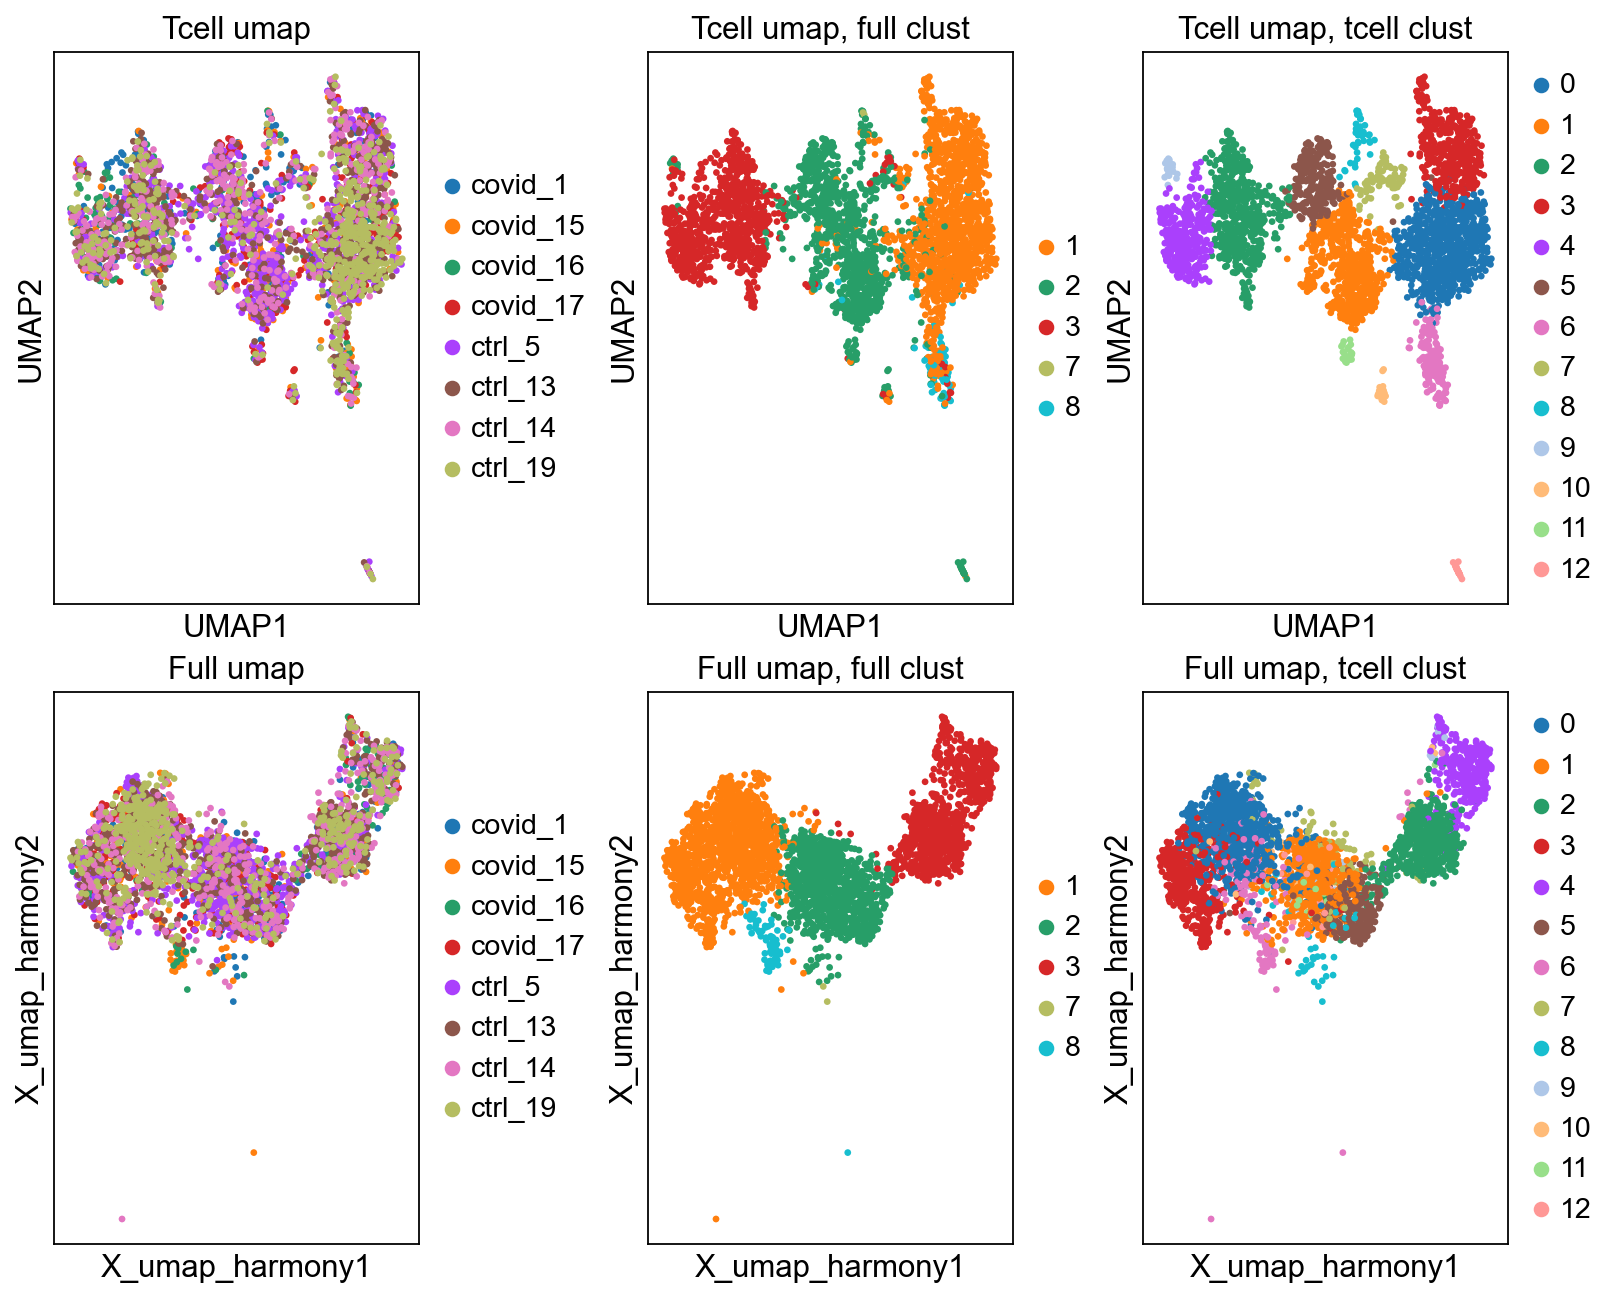 Tcell umap
UMAP2
UMAP1
covid_1
covid_15
covid_16
covid_17
ctrl_5
ctrl_13
ctrl_14
ctrl_19
Tcell umap, full clust
UMAP2
UMAP1
1
2
3
7
8
Tcell umap, tcell clust
UMAP2
UMAP1
0
1
2
3
4
5
6
7
8
9
10
11
12
Full umap
X_umap_harmony2
X_umap_harmony1
covid_1
covid_15
covid_16
covid_17
ctrl_5
ctrl_13
ctrl_14
ctrl_19
Full umap, full clust
X_umap_harmony2
X_umap_harmony1
1
2
3
7
8
Full umap, tcell clust
X_umap_harmony2
X_umap_harmony1
0
1
2
3
4
5
6
7
8
9
10
11
12